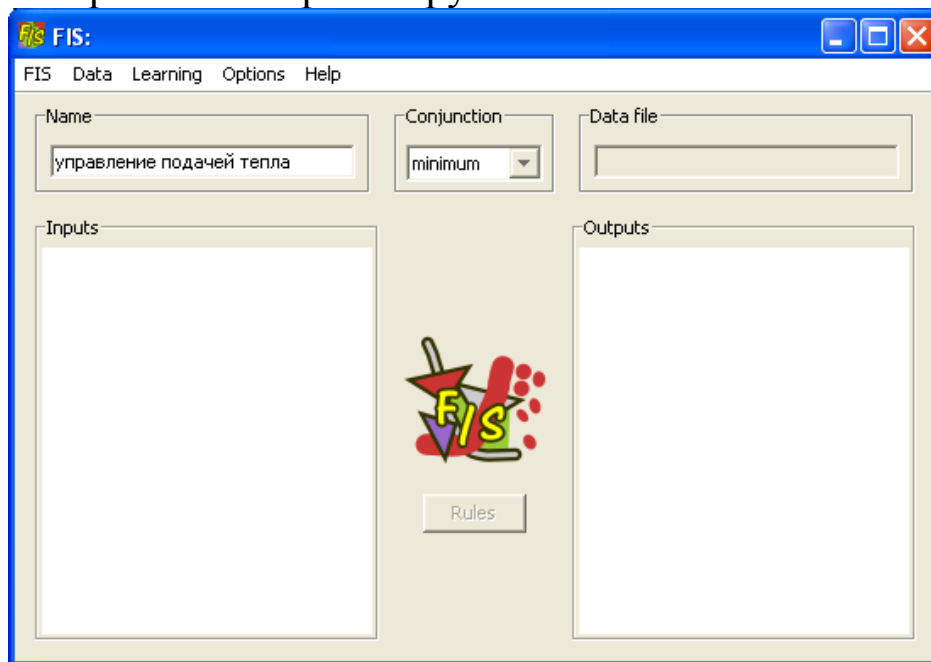 FIS:
FIS Data Learning Options Help
Name
Conjunction
Data file
управление подачей тепла
minimum
Inputs
Outputs
FIS
Rules